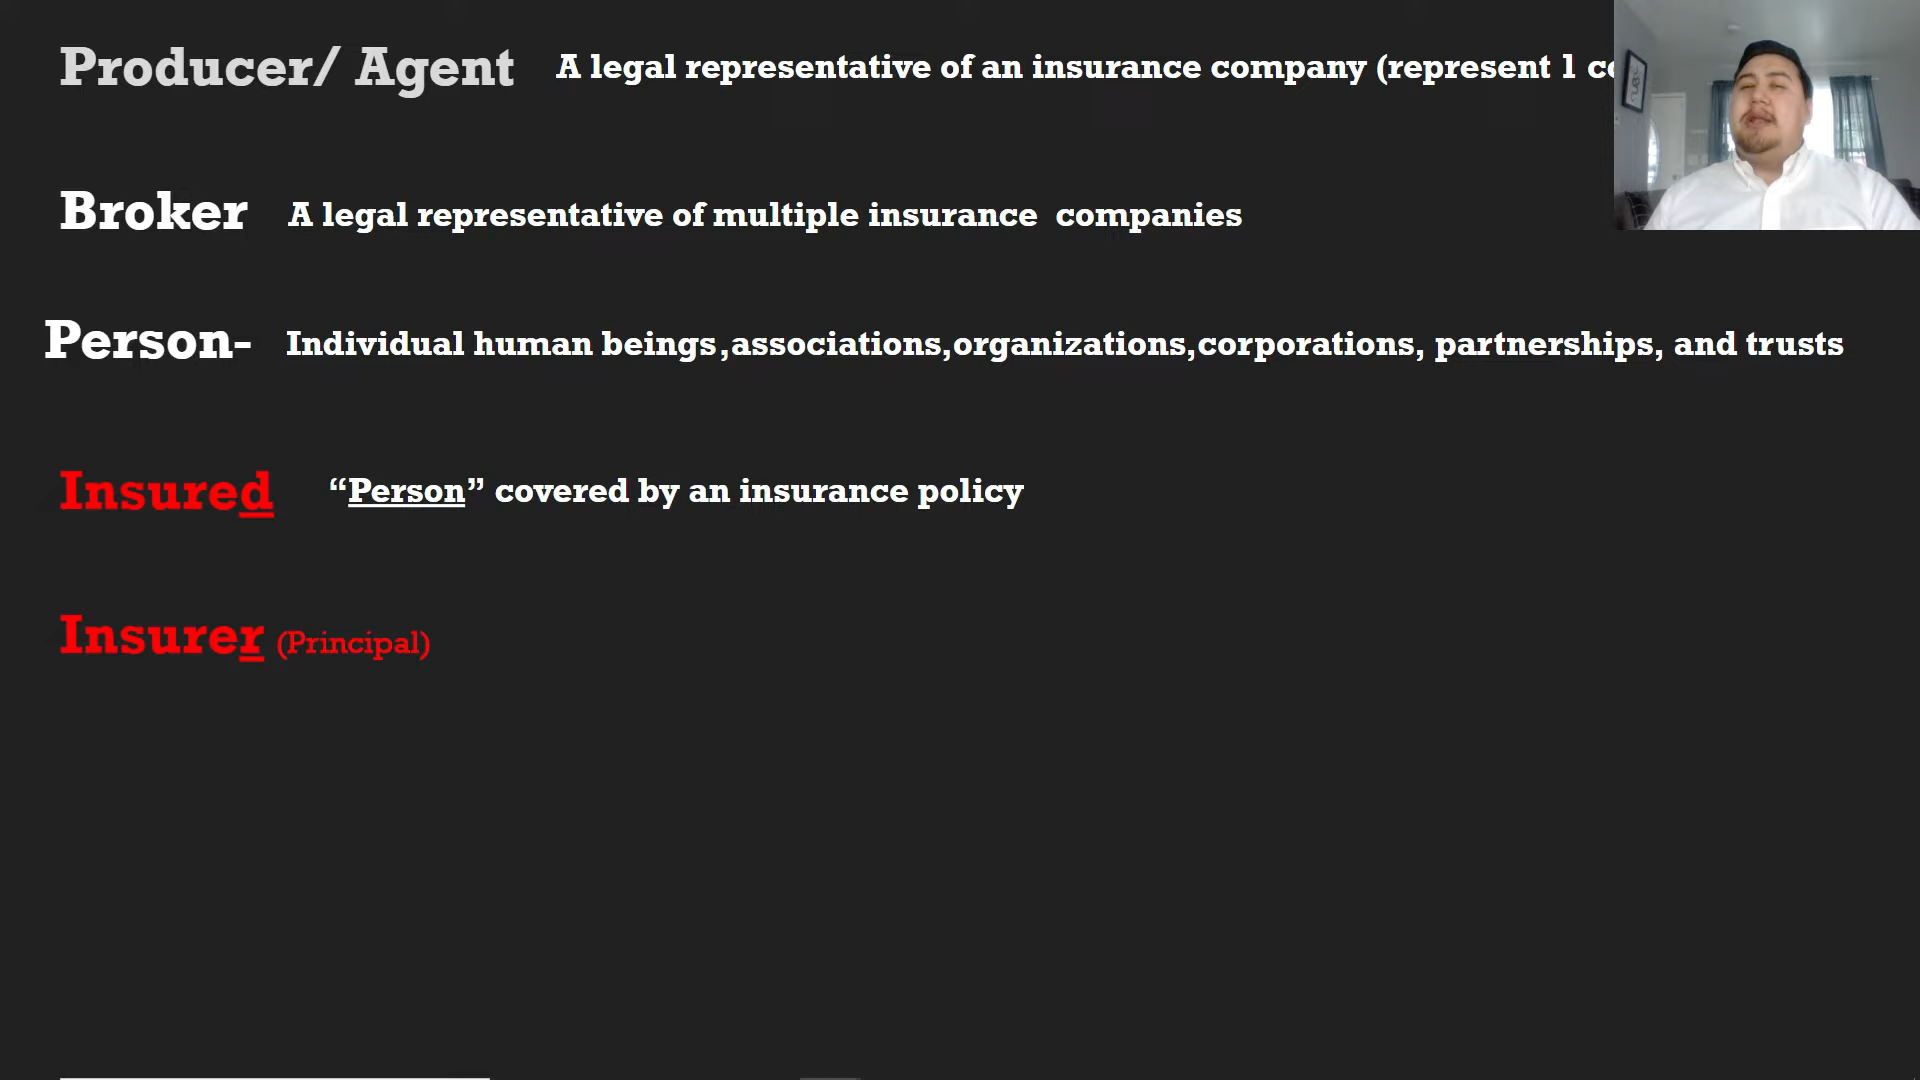 Producer/ Agent A legal representative of an insurance company (represent 1
Broker A legal representative of multiple insurance companies
Person- Individual human beings,associations,organizations,corporations, partnerships, and trusts
Insured “Person” covered by an insurance policy
Insurer (Principal)